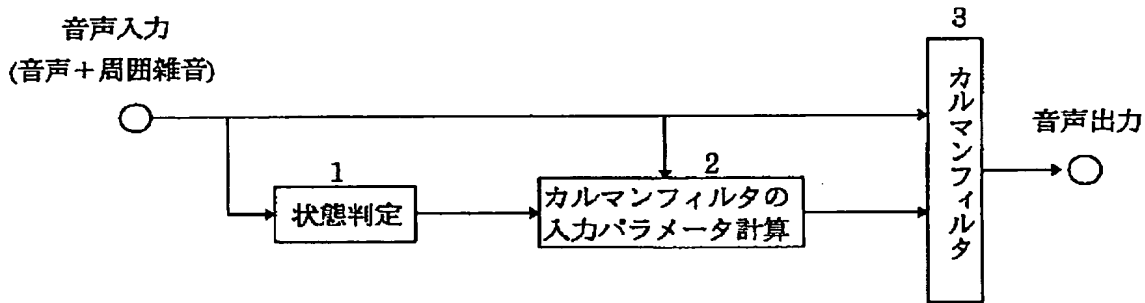 音声入力
(音声＋周囲雑音)
1
状態判定
2
カルマンフィルタの
入力パラメータ計算
3
カルマンフィルタ
音声出力